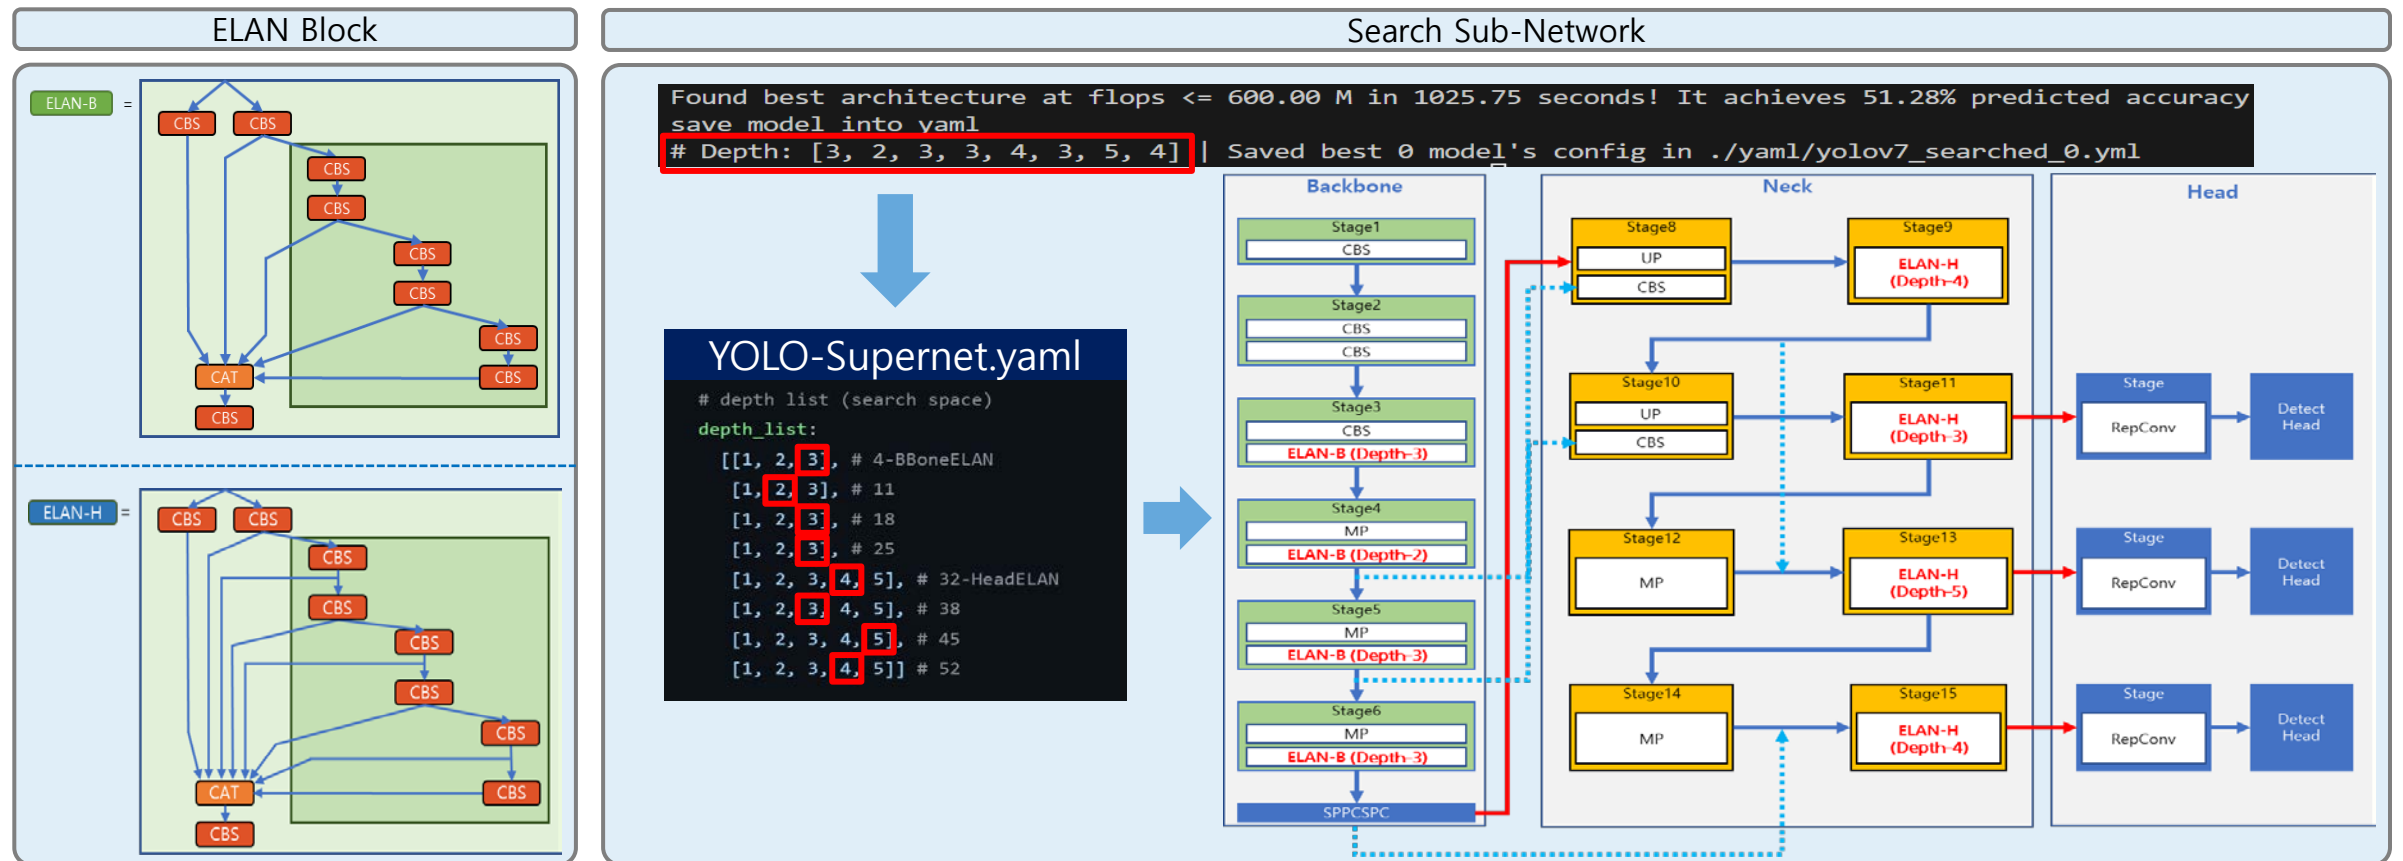 ELAN Block
ELAN-B
=
CBS
CBS
CBS
CBS
CBS
CBS
CBS
CBS
CAT
CBS
ELAN-H
=
CBS
CBS
CBS
CBS
CBS
CBS
CBS
CBS
CAT
CBS
Search Sub-Network
Found best architecture at flops <= 600.00 M in 1025.75 seconds! It achieves 51.28% predicted accuracy
save model into yaml
# Depth: [3, 2, 3, 3, 4, 3, 5, 4] | Saved best 0 model's config in ./yaml/yolov7_searched_0.yml
YOLO-Supernet.yaml
# depth list (search space)
depth_list:
[[1, 2, 3], # 4-BBoneELAN
[1, 2, 3], # 11
[1, 2, 3], # 18
[1, 2, 3], # 25
[1, 2, 3, 4, 5], # 32-HeadELAN
[1, 2, 3, 4, 5], # 38
[1, 2, 3, 4, 5], # 45
[1, 2, 3, 4, 5]] # 52
Backbone
Stage1
CBS
Stage2
CBS
CBS
Stage3
CBS
ELAN-B (Depth-3)
Stage4
MP
ELAN-B (Depth-2)
Stage5
MP
ELAN-B (Depth-3)
Stage6
MP
ELAN-B (Depth-3)
SPPCSPC
Neck
Stage8
UP
CBS
Stage9
ELAN-H
(Depth-4)
Stage10
UP
CBS
Stage11
ELAN-H
(Depth-3)
Stage12
MP
Stage13
ELAN-H
(Depth-5)
Stage14
MP
Stage15
ELAN-H
(Depth-4)
Head
Stage
RepConv
Detect
Head
Stage
RepConv
Detect
Head
Stage
RepConv
Detect
Head